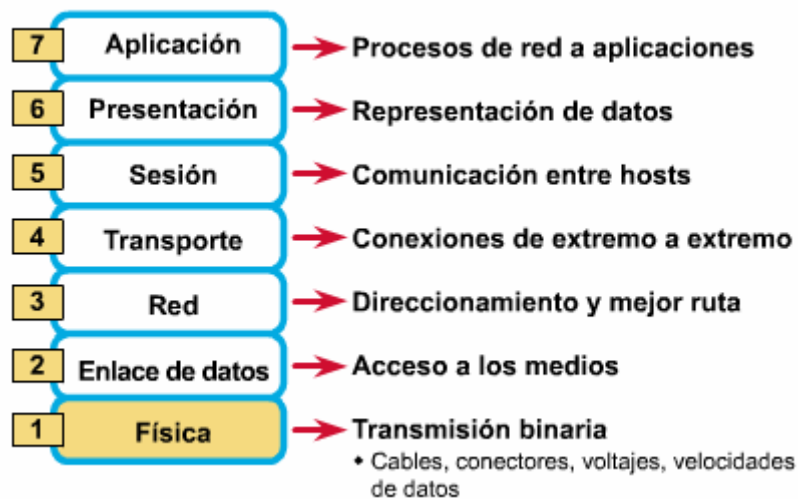 7 Aplicación Procesos de red a aplicaciones
6 Presentación Representación de datos
5 Sesión Comunicación entre hosts
4 Transporte Conexiones de extremo a extremo
3 Red Direccionamiento y mejor ruta
2 Enlace de datos Acceso a los medios
1 Física Transmisión binaria
• Cables, conectores, voltajes, velocidades
de datos